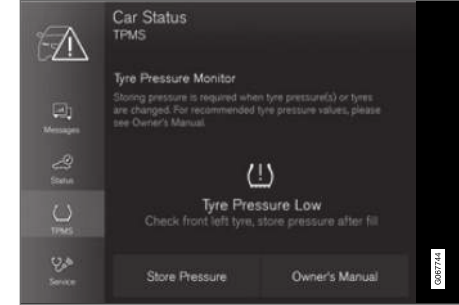 Car Status
TPMS
Tyre Pressure Monitor
Storing pressure is required when tyre pressure(s) or tyres
are changed. For recommended tyre pressure values, please
see Owner's Manual.
Messages
Status
TPMS
Service
(!)
Tyre Pressure Low
Check front left tyre, store pressure after fill
Store Pressure
Owner's Manual
G067744